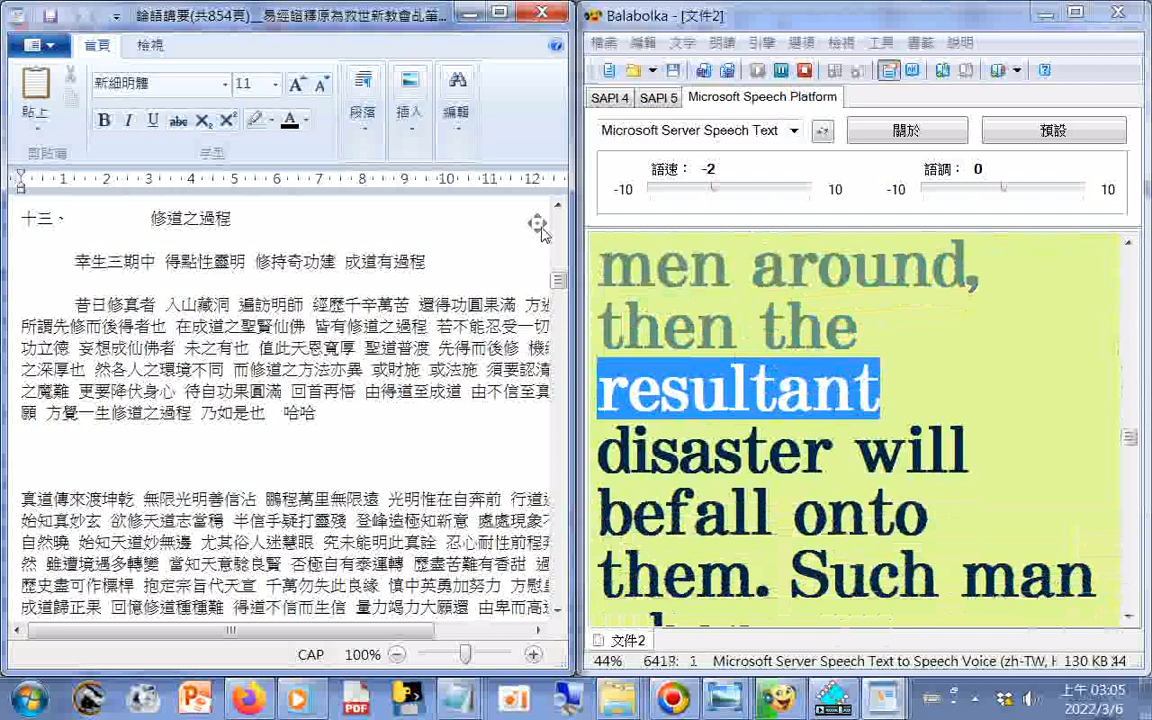 論語講要(共854頁)__易經證釋原為救世新教會乩筆...
首頁
檢視
貼上
剪貼簿
新細明體
11
字型
段落
插入
編輯
1 2 3 4 5 6 7 8 9 10 11 12
十三、 修道之過程
幸生三期中 得點性靈明 修持奇功建 成道有過程
昔日修真者 入山藏洞 遍訪明師 經歷千辛萬苦 還得功圓果滿 方
所謂先修而後得者也 在成道之聖賢仙佛 皆有修道之過程 若不能忍受一切
功立德 妄想成仙佛者 未之有也 值此天恩寬厚 聖道普渡 先得而後修 機
之深厚也 然各人之環境不同 而修道之方法亦異 或財施 或法施 須要認清
之魔難 更要降伏身心 待自功果圓滿 回首再悟 由得道至成道 由不信至真
願 方覺一生修道之過程 乃如是也 哈哈
真道傳來渡坤乾 無限光明善信沾 鵬程萬里無限遠 光明惟在自奔前 行道
始知真妙玄 欲修天道志當穩 半信半疑打靈殘 登峰造極知新意 處處現象
自然曉 始知天道妙無邊 尤其俗人迷慧眼 究未能明此真詮 忍心耐性前程
然 雖遭境遇多轉變 當知天意驗良賢 否極自有泰運轉 歷盡苦難有香甜
歷史盡可作標桿 抱定宗旨代天宣 千萬勿失此良緣 慎中英勇加努力 方慰
成道歸正果 回憶修道種種難 得道不信而生信 量力竭力大願還 由卑而高
CAP 100%
Balabolka - [文件2]
檔案 編輯 文字 朗讀 引擎 選項 檢視 工具 書籤 說明
SAPI 4 SAPI 5 Microsoft Speech Platform
Microsoft Server Speech Text
關於
預設
語速： -2
語調： 0
-10 10
-10 10
men around,
then the
resultant
disaster will
befall onto
them. Such man
文件2
44% 6418: 1 Microsoft Server Speech Text to Speech Voice (zh-TW, H 130 KB
上午 03:05
2022/3/6